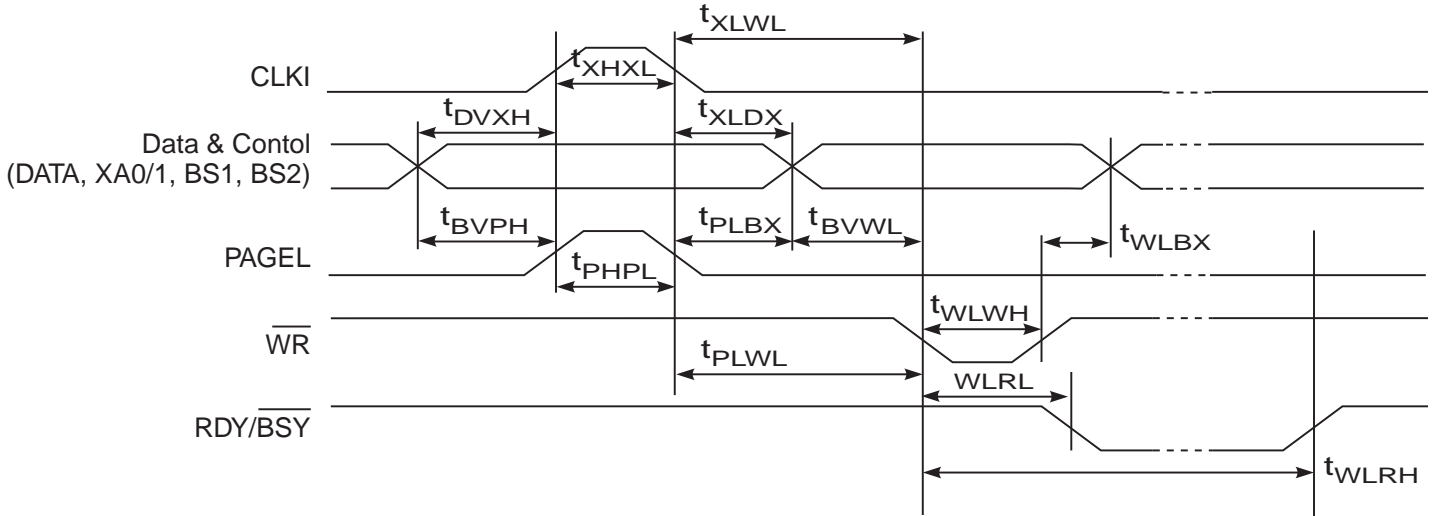 tXLWL
CLKI
tXHXL
tDVXH
tXLDX
Data & Contol
(DATA, XA0/1, BS1, BS2)
tBVPH
tPLBX
tBVWL
tWLBX
PAGEL
tPHPL
tWLWH
WR
tPLWL
WLRL
RDY/BSY
tWLRH